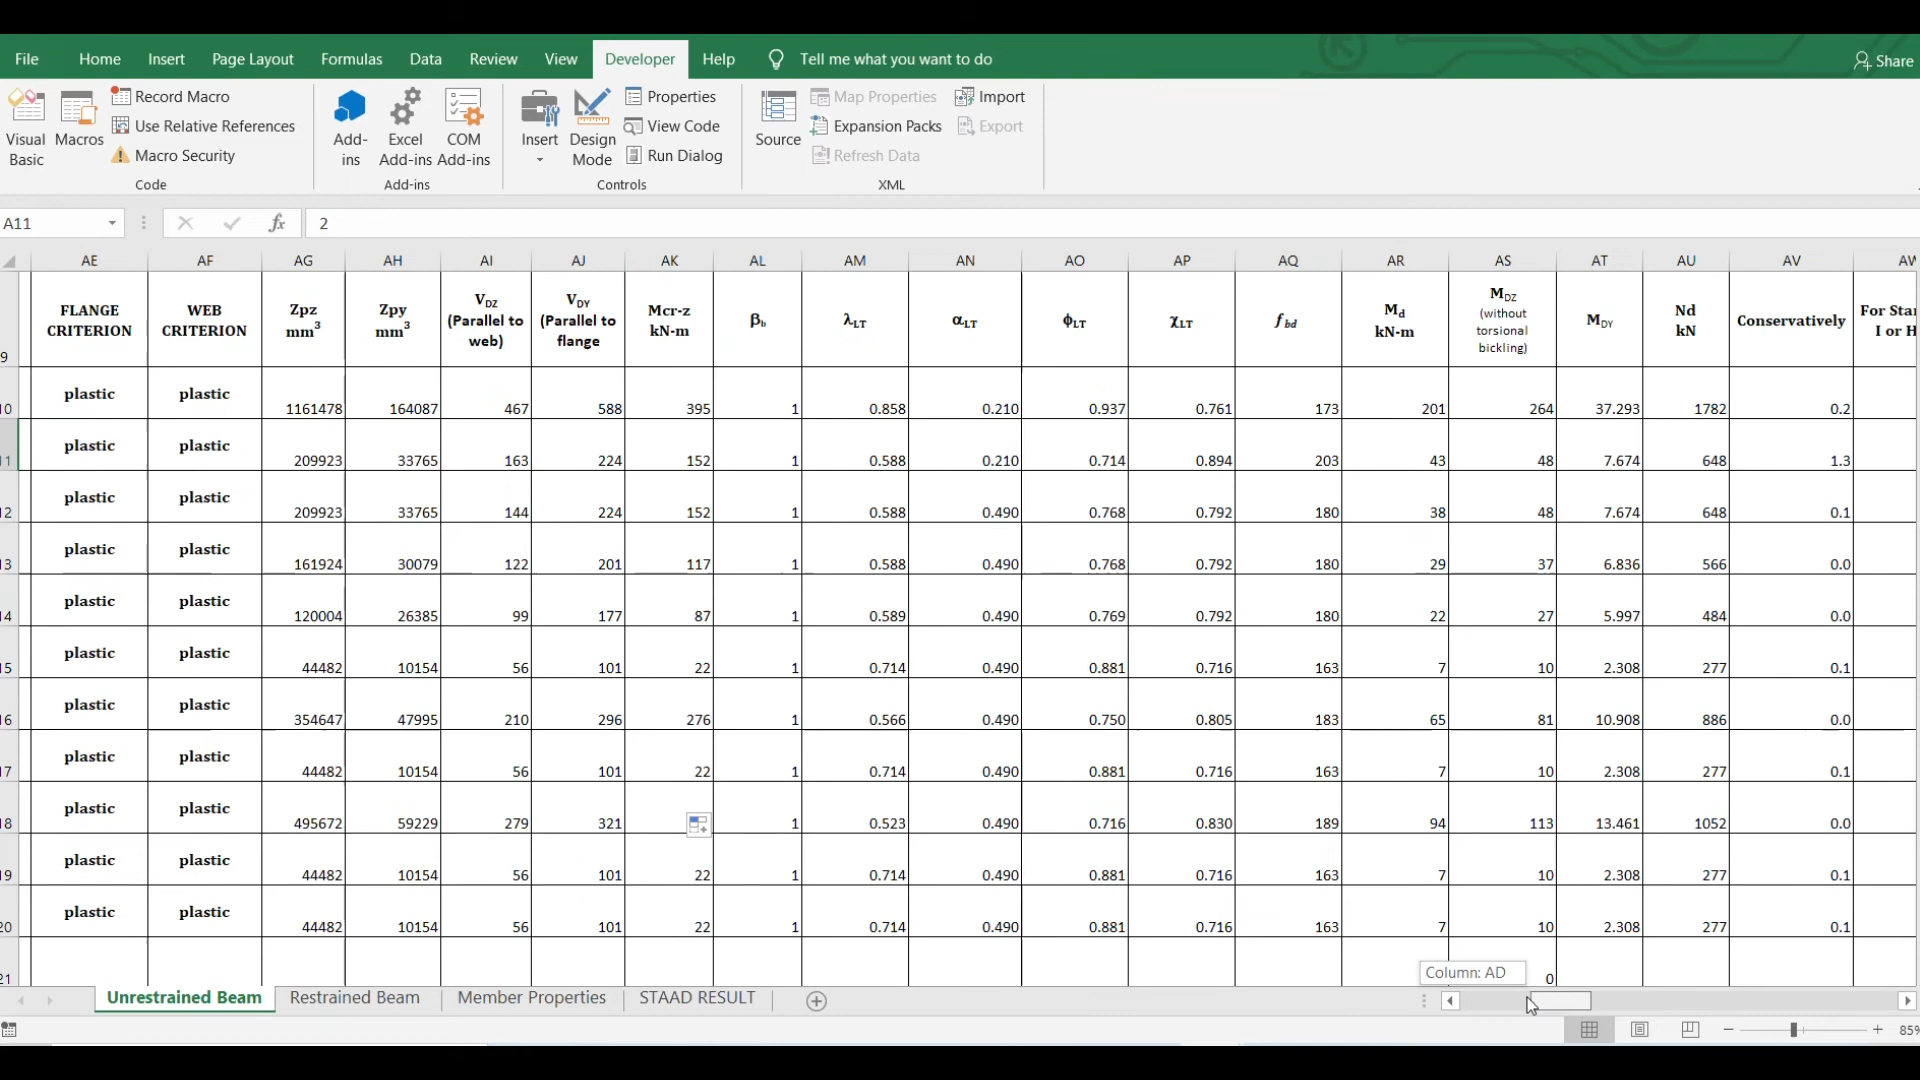 File Home Insert Page Layout Formulas Data Review View Developer Help Tell me what you want to do Share
Visual Basic
Macros
Record Macro
Use Relative References
Macro Security
Code
Add-ins
Excel Add-ins
COM Add-ins
Add-ins
Insert
Design Mode
Properties
View Code
Run Dialog
Controls
Source
Map Properties
Expansion Packs
Refresh Data
Import
Export
XML
A11 fx 2
AE AF AG AH AI AJ AK AL AM AN AO AP AQ AR AS AT AU AV AW
FLANGE CRITERION
WEB CRITERION
Zpz mm³
Zpy mm³
V_DZ (Parallel to web)
V_DY (Parallel to flange
Mcr-z kN-m
β_b
λ_LT
α_LT
ϕ_LT
χ_LT
f_bd
M_d kN-m
M_DZ (without torsional bickling)
M_DY
Nd kN
Conservatively
9
plastic plastic 1161478 164087 467 588 395 1 0.858 0.210 0.937 0.761 173 201 264 37.293 1782 0.2
plastic plastic 209923 33765 163 224 152 1 0.588 0.210 0.714 0.894 203 43 48 7.674 648 1.3
plastic plastic 209923 33765 144 224 152 1 0.588 0.490 0.768 0.792 180 38 48 7.674 648 0.1
plastic plastic 161924 30079 122 201 117 1 0.588 0.490 0.768 0.792 180 29 37 6.836 566 0.0
plastic plastic 120004 26385 99 177 87 1 0.589 0.490 0.769 0.792 180 22 27 5.997 484 0.0
plastic plastic 44482 10154 56 101 22 1 0.714 0.490 0.881 0.716 163 7 10 2.308 277 0.1
plastic plastic 354647 47995 210 296 276 1 0.566 0.490 0.750 0.805 183 65 81 10.908 886 0.0
plastic plastic 44482 10154 56 101 22 1 0.714 0.490 0.881 0.716 163 7 10 2.308 277 0.1
plastic plastic 495672 59229 279 321 1 0.523 0.490 0.716 0.830 189 94 113 13.461 1052 0.0
plastic plastic 44482 10154 56 101 22 1 0.714 0.490 0.881 0.716 163 7 10 2.308 277 0.1
plastic plastic 44482 10154 56 101 22 1 0.714 0.490 0.881 0.716 163 7 10 2.308 277 0.1
0
Column: AD
Unrestrained Beam Restrained Beam Member Properties STAAD RESULT
85%